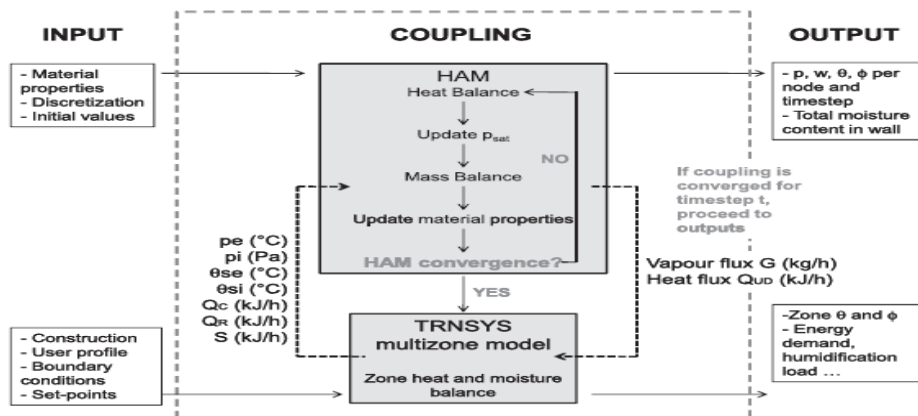 INPUT
COUPLING
OUTPUT
- Material
properties
- Discretization
- Initial values
HAM
Heat Balance
Update psat
Mass Balance
Update material properties
HAM convergence?
NO
YES
- p, w, θ, ϕ per
node and
timestep
- Total moisture
content in wall
If coupling is
converged for
timestep t,
proceed to
outputs
pe (°C)
pi (Pa)
θse (°C)
θsi (°C)
QC (kJ/h)
QR (kJ/h)
S (kJ/h)
Vapour flux G (kg/h)
Heat flux QUD (kJ/h)
- Construction
- User profile
- Boundary
conditions
- Set-points
TRNSYS
multizone model
Zone heat and moisture
balance
-Zone θ and ϕ
- Energy
demand,
humidification
load ...